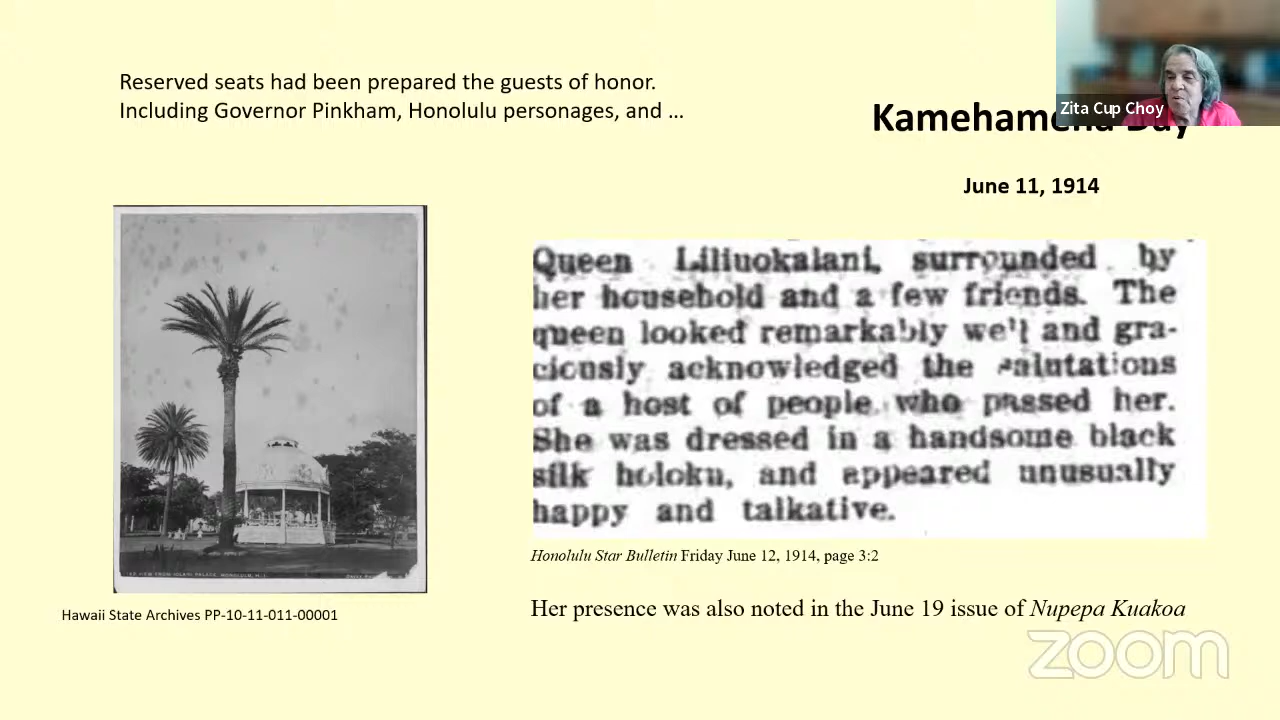 Reserved seats had been prepared the guests of honor.
Including Governor Pinkham, Honolulu personages, and ...
Zita Cup Choy
Kamehameha Day
June 11, 1914
Queen Liliuokalani, surrounded by
her household and a few friends. The
queen looked remarkably well and gra-
ciously acknowledged the salutations
of a host of people who passed her.
She was dressed in a handsome black
silk holoku, and appeared unusually
happy and talkative.
Honolulu Star Bulletin Friday June 12, 1914, page 3:2
Hawaii State Archives PP-10-11-011-00001
Her presence was also noted in the June 19 issue of Nupepa Kuakoa
zoom